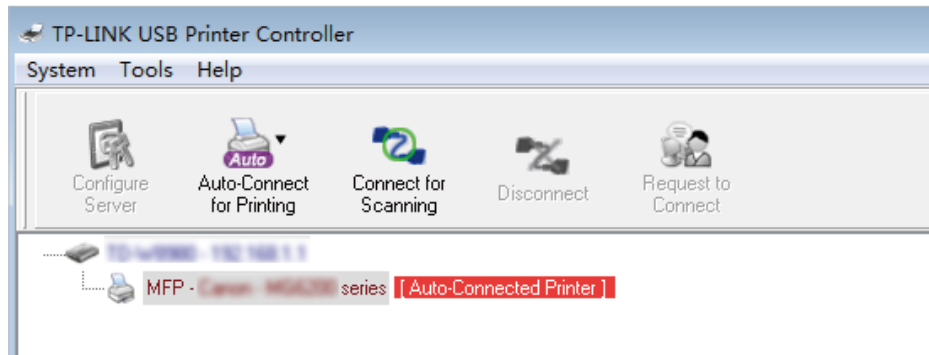 TP-LINK USB Printer Controller
System Tools Help
Auto
Configure Server
Auto-Connect for Printing
Connect for Scanning
Disconnect
Request to Connect
MFP - series [ Auto-Connected Printer ]